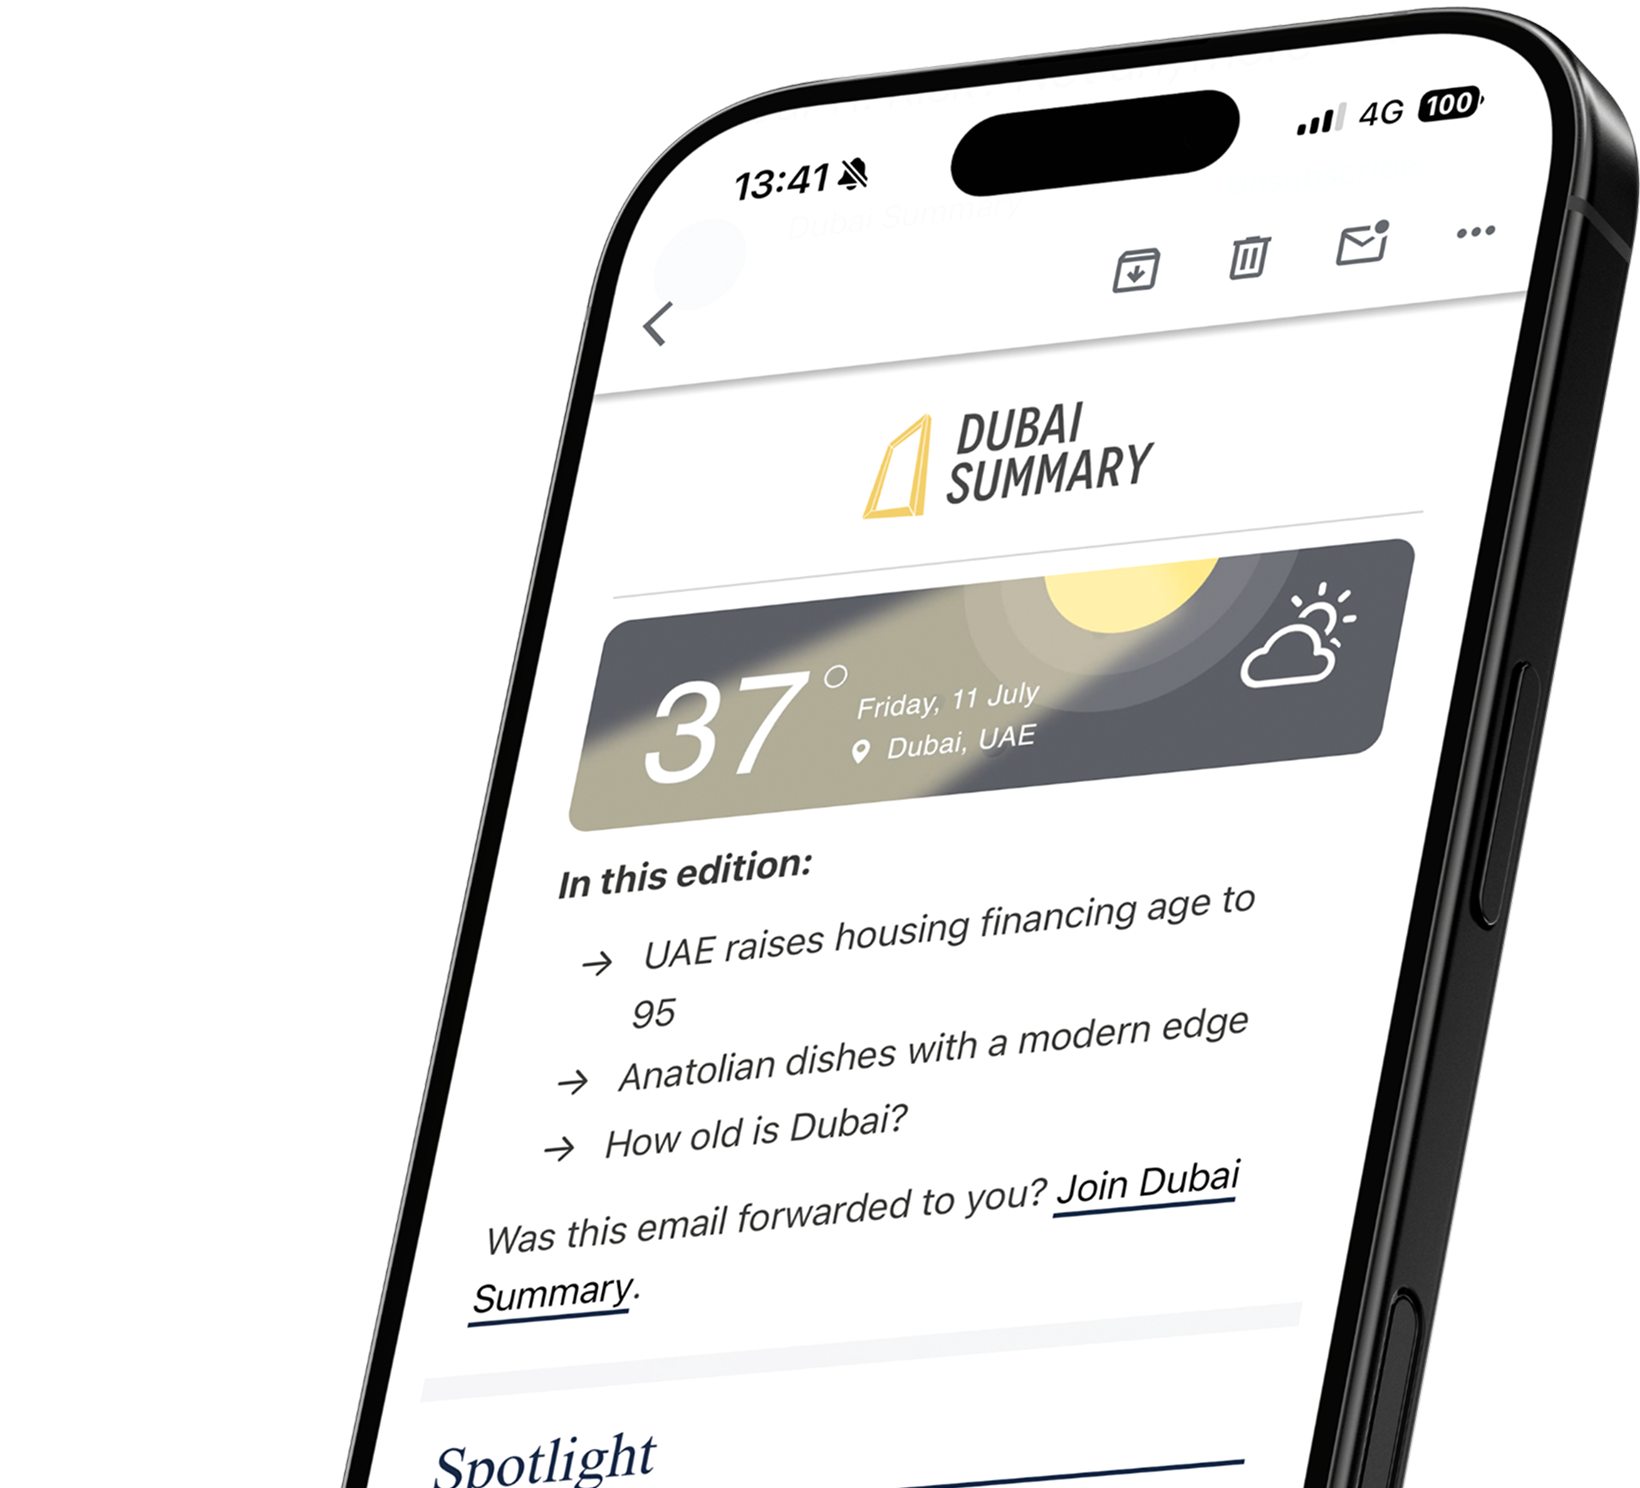 13:41
4G 100
DUBAI
SUMMARY
37°
Friday, 11 July
Dubai, UAE
In this edition:
→ UAE raises housing financing age to
95
→ Anatolian dishes with a modern edge
→ How old is Dubai?
Was this email forwarded to you? Join Dubai
Summary.
Spotlight